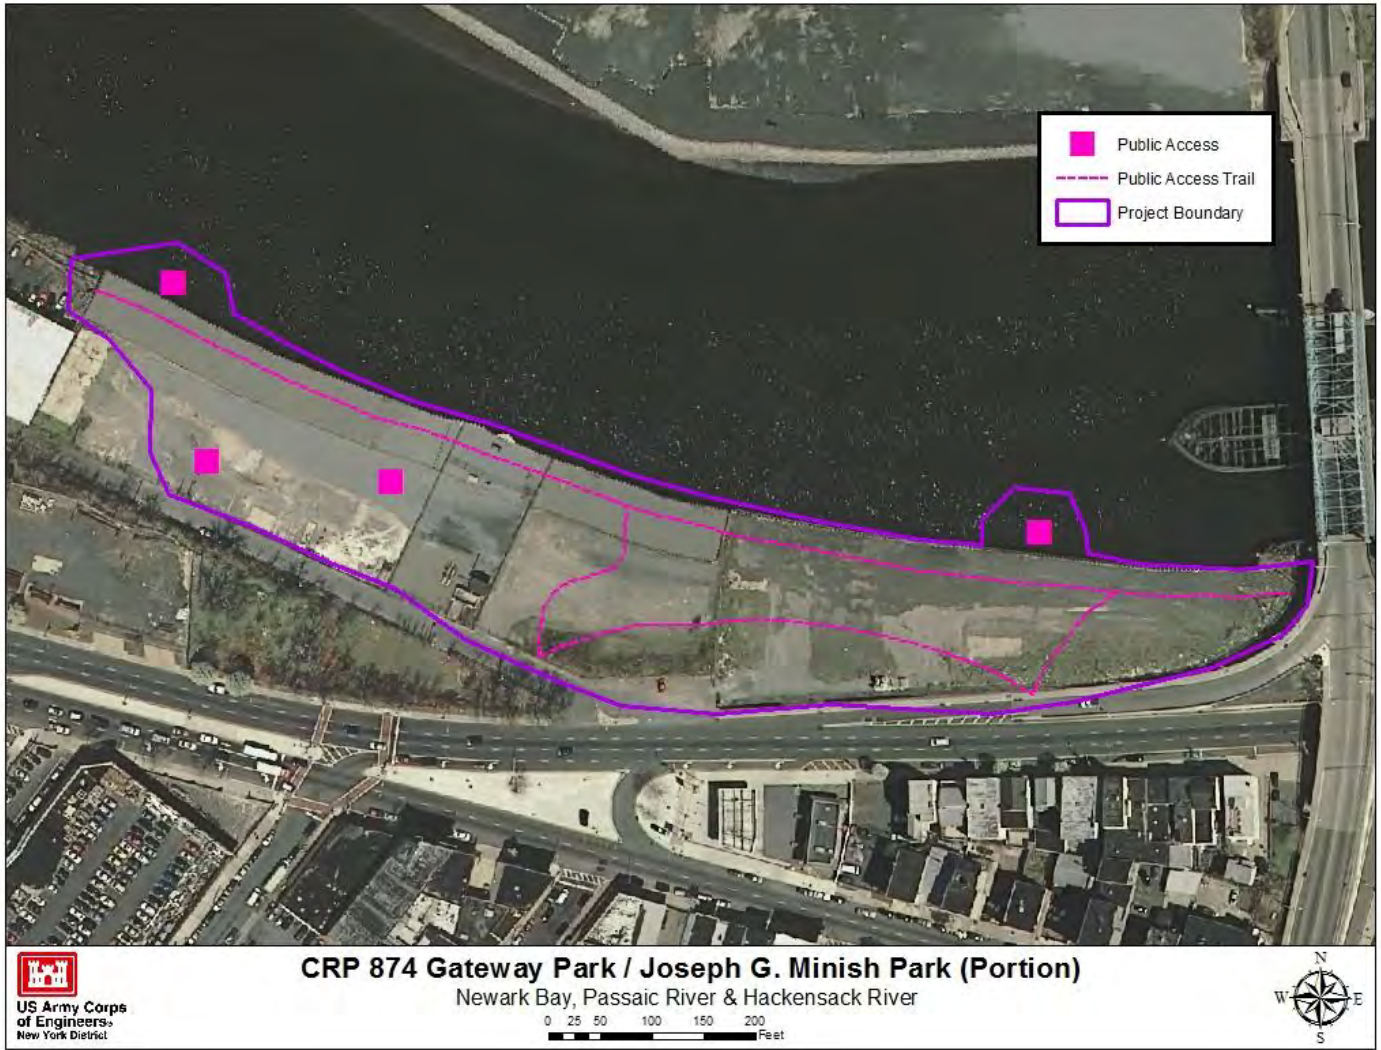 Public Access
Public Access Trail
Project Boundary
CRP 874 Gateway Park / Joseph G. Minish Park (Portion)
Newark Bay, Passaic River & Hackensack River
0 25 50 100 150 200
Feet
US Army Corps
of Engineers®
New York District
N
W E
S